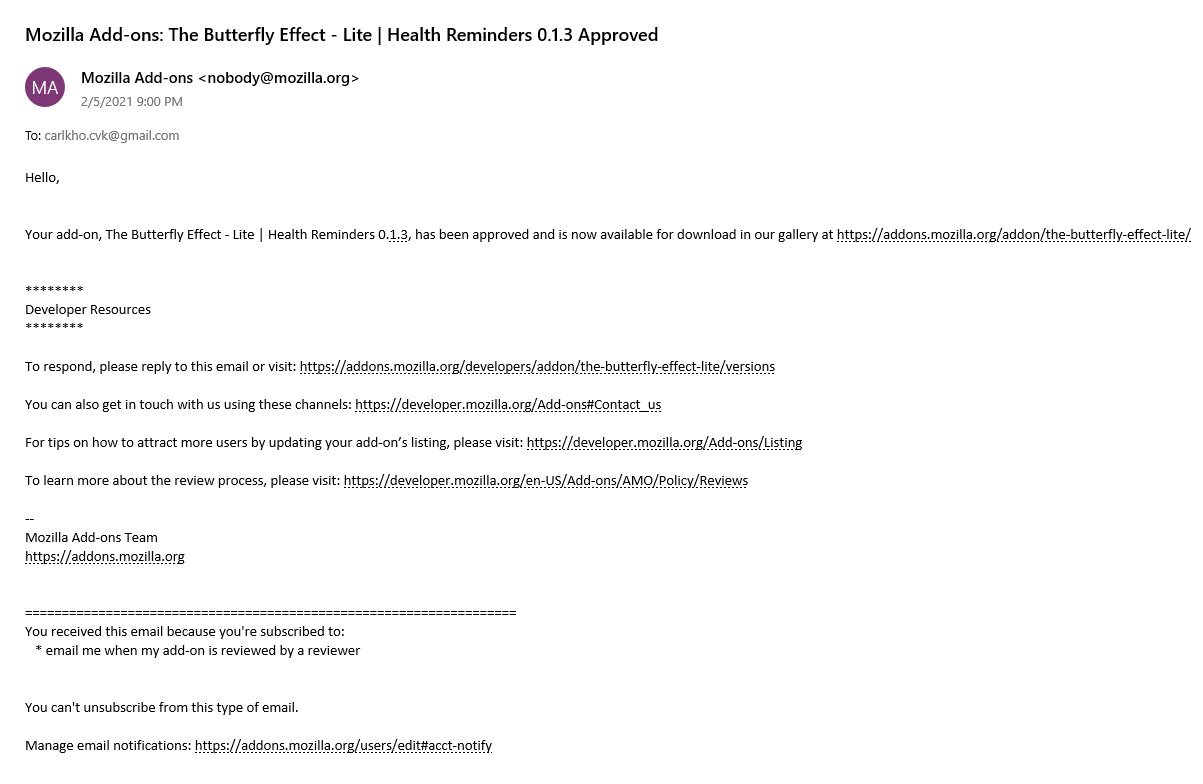 Mozilla Add-ons: The Butterfly Effect - Lite | Health Reminders 0.1.3 Approved
MA
Mozilla Add-ons <nobody@mozilla.org>
2/5/2021 9:00 PM
To: carlkho.cvk@gmail.com
Hello,
Your add-on, The Butterfly Effect - Lite | Health Reminders 0.1.3, has been approved and is now available for download in our gallery at https://addons.mozilla.org/addon/the-butterfly-effect-lite/
********
Developer Resources
********
To respond, please reply to this email or visit: https://addons.mozilla.org/developers/addon/the-butterfly-effect-lite/versions
You can also get in touch with us using these channels: https://developer.mozilla.org/Add-ons#Contact_us
For tips on how to attract more users by updating your add-on’s listing, please visit: https://developer.mozilla.org/Add-ons/Listing
To learn more about the review process, please visit: https://developer.mozilla.org/en-US/Add-ons/AMO/Policy/Reviews
--
Mozilla Add-ons Team
https://addons.mozilla.org
==================================================================
You received this email because you're subscribed to:
* email me when my add-on is reviewed by a reviewer
You can't unsubscribe from this type of email.
Manage email notifications: https://addons.mozilla.org/users/edit#acct-notify